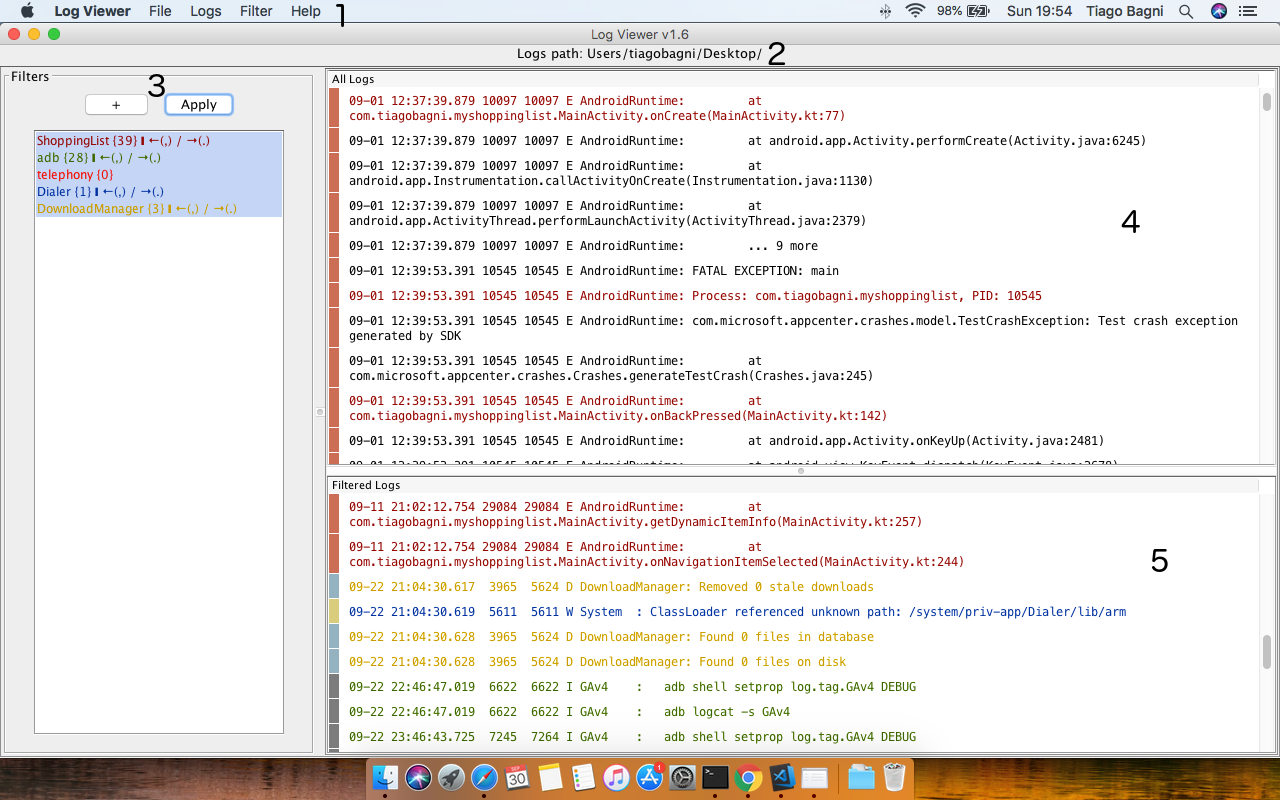 Log Viewer File Logs Filter Help 1 98% Sun 19:54 Tiago Bagni
Log Viewer v1.6
Logs path: Users/tiagobagni/Desktop/ 2
Filters
3
+ Apply
ShoppingList {39} ←(,) / →(.)
adb {28} ←(,) / →(.)
telephony {0}
Dialer {1} ←(,) / →(.)
DownloadManager {3} ←(,) / →(.)
All Logs
09-01 12:37:39.879 10097 10097 E AndroidRuntime: at
com.tiagobagni.myshoppinglist.MainActivity.onCreate(MainActivity.kt:77)
09-01 12:37:39.879 10097 10097 E AndroidRuntime: at android.app.Activity.performCreate(Activity.java:6245)
09-01 12:37:39.879 10097 10097 E AndroidRuntime: at
android.app.Instrumentation.callActivityOnCreate(Instrumentation.java:1130)
09-01 12:37:39.879 10097 10097 E AndroidRuntime: at
android.app.ActivityThread.performLaunchActivity(ActivityThread.java:2379)
4
09-01 12:37:39.879 10097 10097 E AndroidRuntime: ... 9 more
09-01 12:39:53.391 10545 10545 E AndroidRuntime: FATAL EXCEPTION: main
09-01 12:39:53.391 10545 10545 E AndroidRuntime: Process: com.tiagobagni.myshoppinglist, PID: 10545
09-01 12:39:53.391 10545 10545 E AndroidRuntime: com.microsoft.appcenter.crashes.model.TestCrashException: Test crash exception
generated by SDK
09-01 12:39:53.391 10545 10545 E AndroidRuntime: at
com.microsoft.appcenter.crashes.Crashes.generateTestCrash(Crashes.java:245)
09-01 12:39:53.391 10545 10545 E AndroidRuntime: at
com.tiagobagni.myshoppinglist.MainActivity.onBackPressed(MainActivity.kt:142)
09-01 12:39:53.391 10545 10545 E AndroidRuntime: at android.app.Activity.onKeyUp(Activity.java:2481)
09-01 12:39:53.391 10545 10545 E AndroidRuntime: at android.view.KeyEvent.dispatch(KeyEvent.java:2678)
Filtered Logs
09-11 21:02:12.754 29084 29084 E AndroidRuntime: at
com.tiagobagni.myshoppinglist.MainActivity.getDynamicItemInfo(MainActivity.kt:257)
09-11 21:02:12.754 29084 29084 E AndroidRuntime: at
com.tiagobagni.myshoppinglist.MainActivity.onNavigationItemSelected(MainActivity.kt:244)
5
09-22 21:04:30.617 3965 5624 D DownloadManager: Removed 0 stale downloads
09-22 21:04:30.619 5611 5611 W System : ClassLoader referenced unknown path: /system/priv-app/Dialer/lib/arm
09-22 21:04:30.628 3965 5624 D DownloadManager: Found 0 files in database
09-22 21:04:30.628 3965 5624 D DownloadManager: Found 0 files on disk
09-22 22:46:47.019 6622 6622 I GAv4 : adb shell setprop log.tag.GAv4 DEBUG
09-22 22:46:47.019 6622 6622 I GAv4 : adb logcat -s GAv4
09-22 23:46:43.725 7245 7264 I GAv4 : adb shell setprop log.tag.GAv4 DEBUG
SEP
30
1